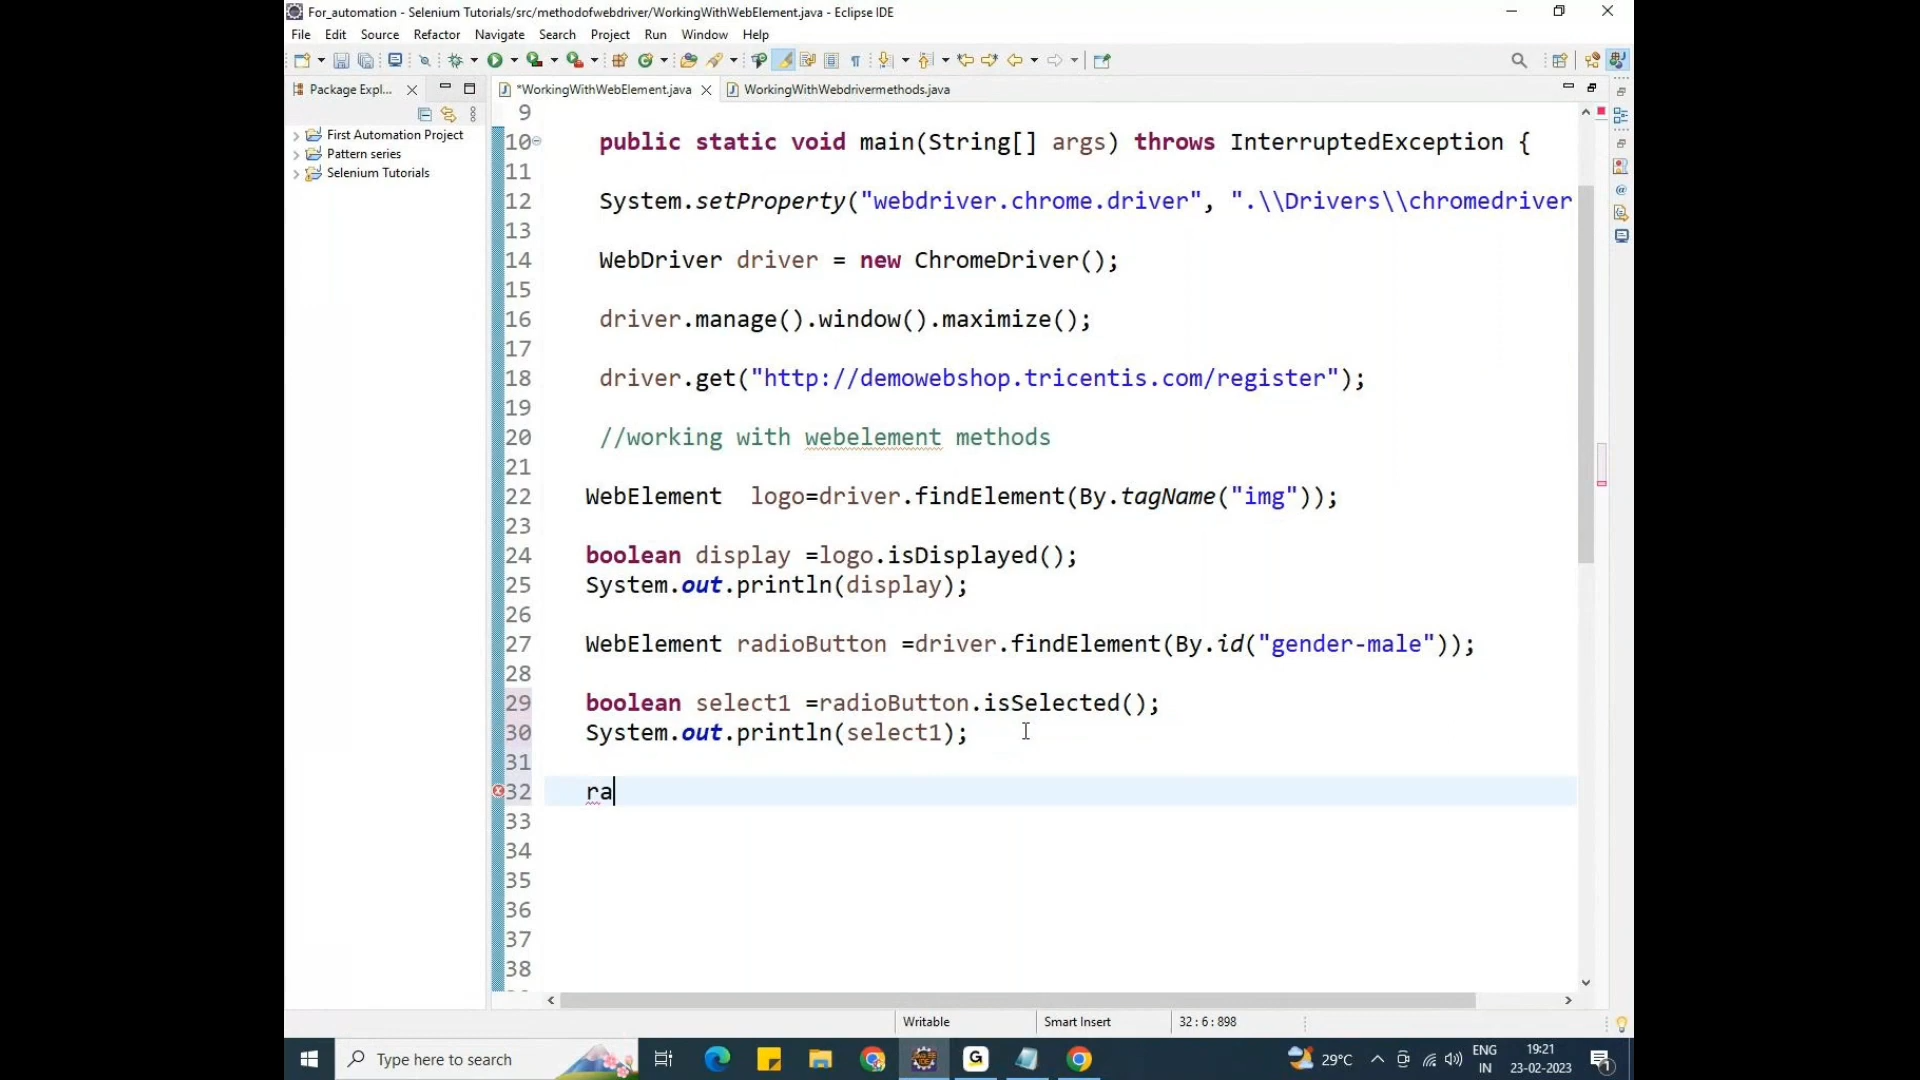 For_automation - Selenium Tutorials/src/methodofwebdriver/WorkingWithWebElement.java - Eclipse IDE
File Edit Source Refactor Navigate Search Project Run Window Help
Package Expl...
*WorkingWithWebElement.java
WorkingWithWebdrivermethods.java
First Automation Project
Pattern series
Selenium Tutorials
9
10 public static void main(String[] args) throws InterruptedException {
11
12 System.setProperty("webdriver.chrome.driver", ".\\Drivers\\chromedriver
13
14 WebDriver driver = new ChromeDriver();
15
16 driver.manage().window().maximize();
17
18 driver.get("http://demowebshop.tricentis.com/register");
19
20 //working with webelement methods
21
22 WebElement  logo=driver.findElement(By.tagName("img"));
23
24 boolean display =logo.isDisplayed();
25 System.out.println(display);
26
27 WebElement radioButton =driver.findElement(By.id("gender-male"));
28
29 boolean select1 =radioButton.isSelected();
30 System.out.println(select1);
31
32 ra
33
34
35
36
37
38
Writable Smart Insert 32 : 6 : 898
Type here to search
29°C
ENG
IN
19:21
23-02-2023
1